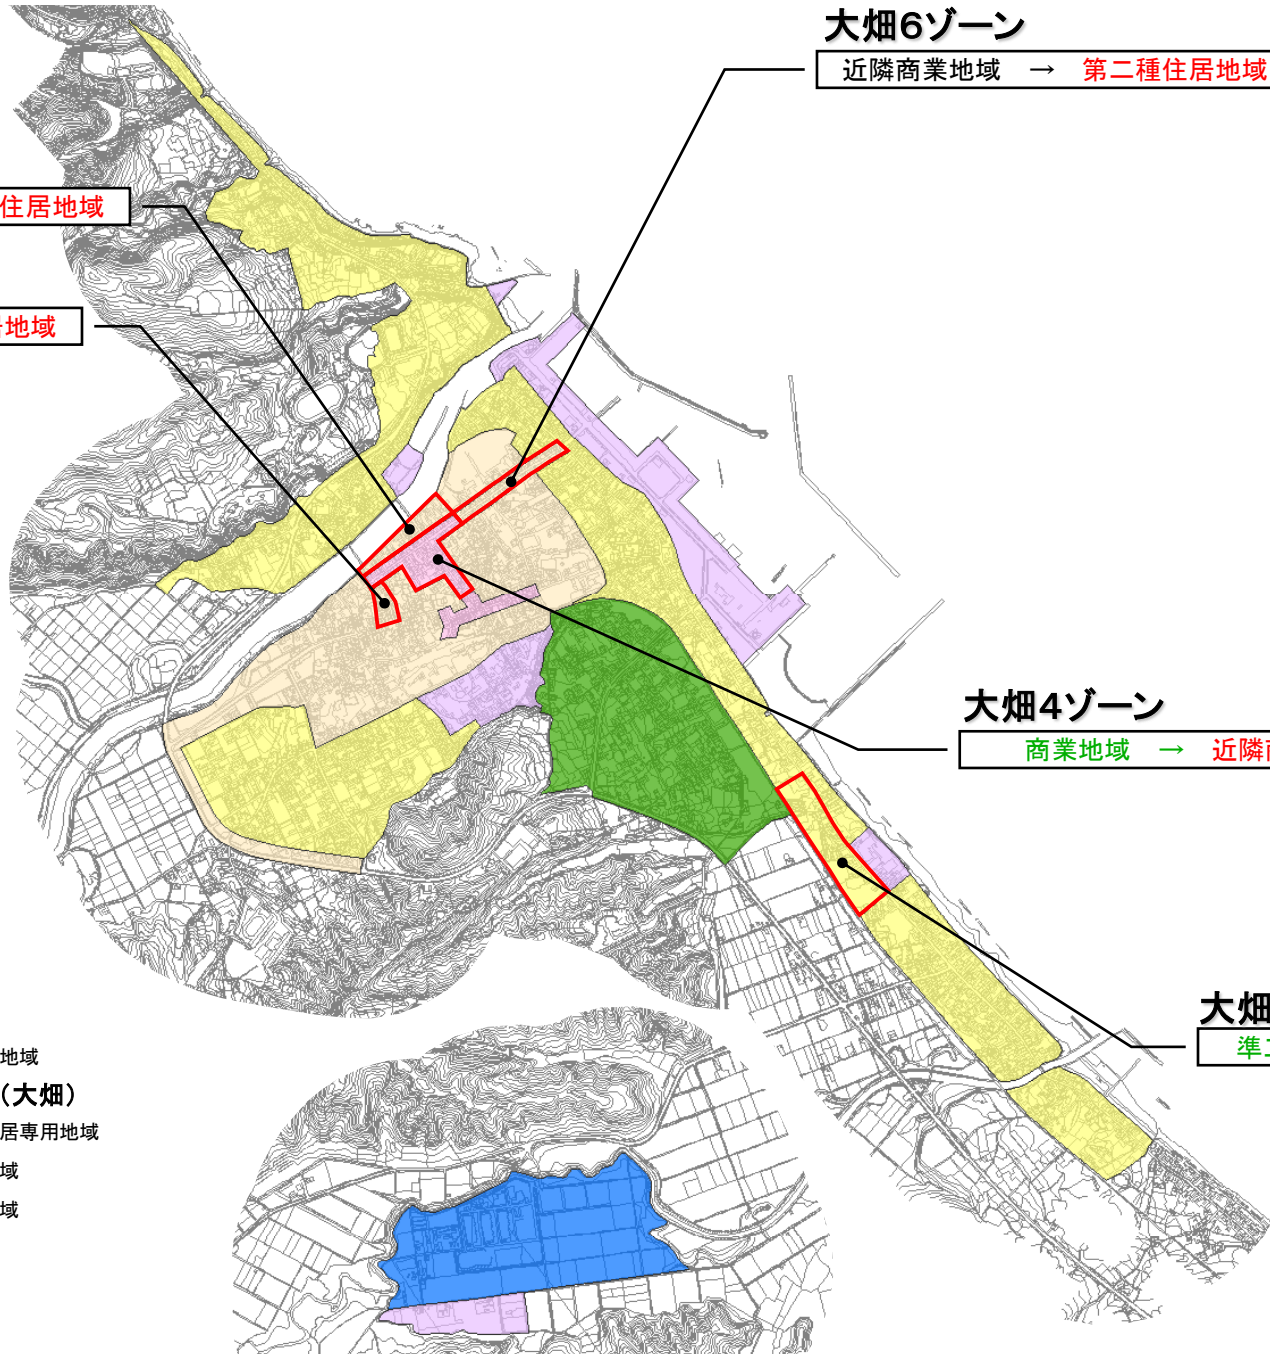 大畑6ゾーン
近隣商業地域 → 第二種住居地域
住居地域
地域
大畑4ゾーン
商業地域 → 近隣
大畑
準
地域
（大畑）
居専用地域
域
域